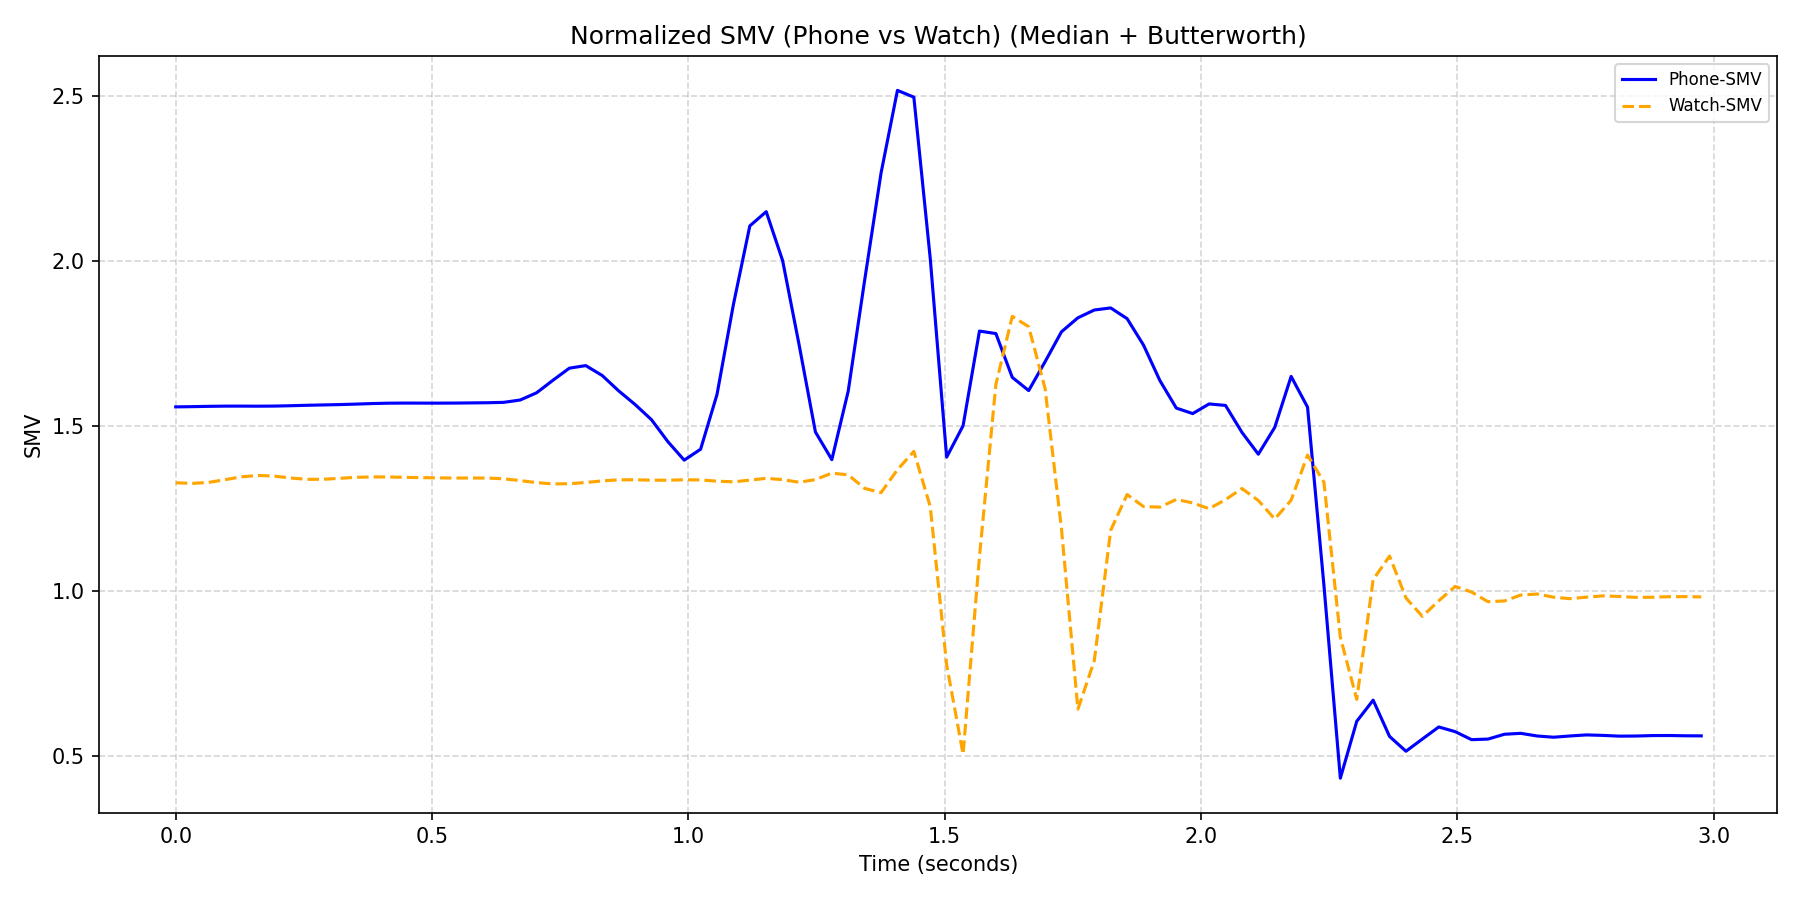 Normalized SMV (Phone vs Watch) (Median + Butterworth)
Phone-SMV
Watch-SMV
2.5
2.0
1.5
1.0
0.5
SMV
0.0 0.5 1.0 1.5 2.0 2.5 3.0
Time (seconds)